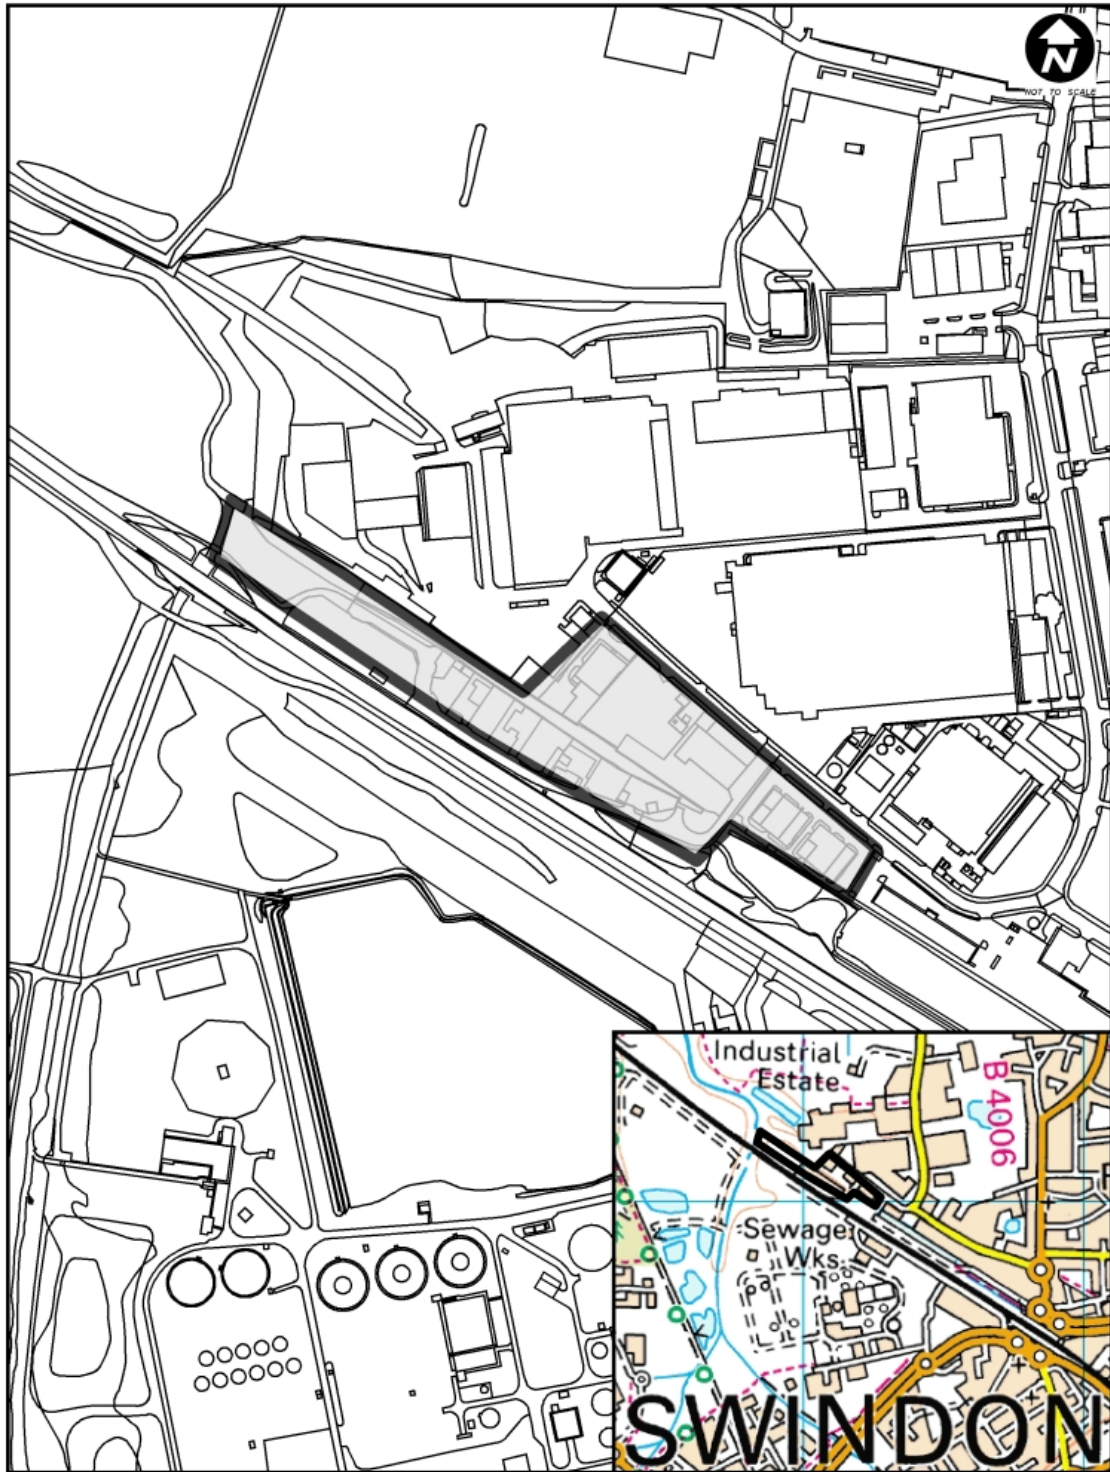 N
NOT TO SCALE
Industrial
Estate
B 4006
Sewage
Wks
SWINDON